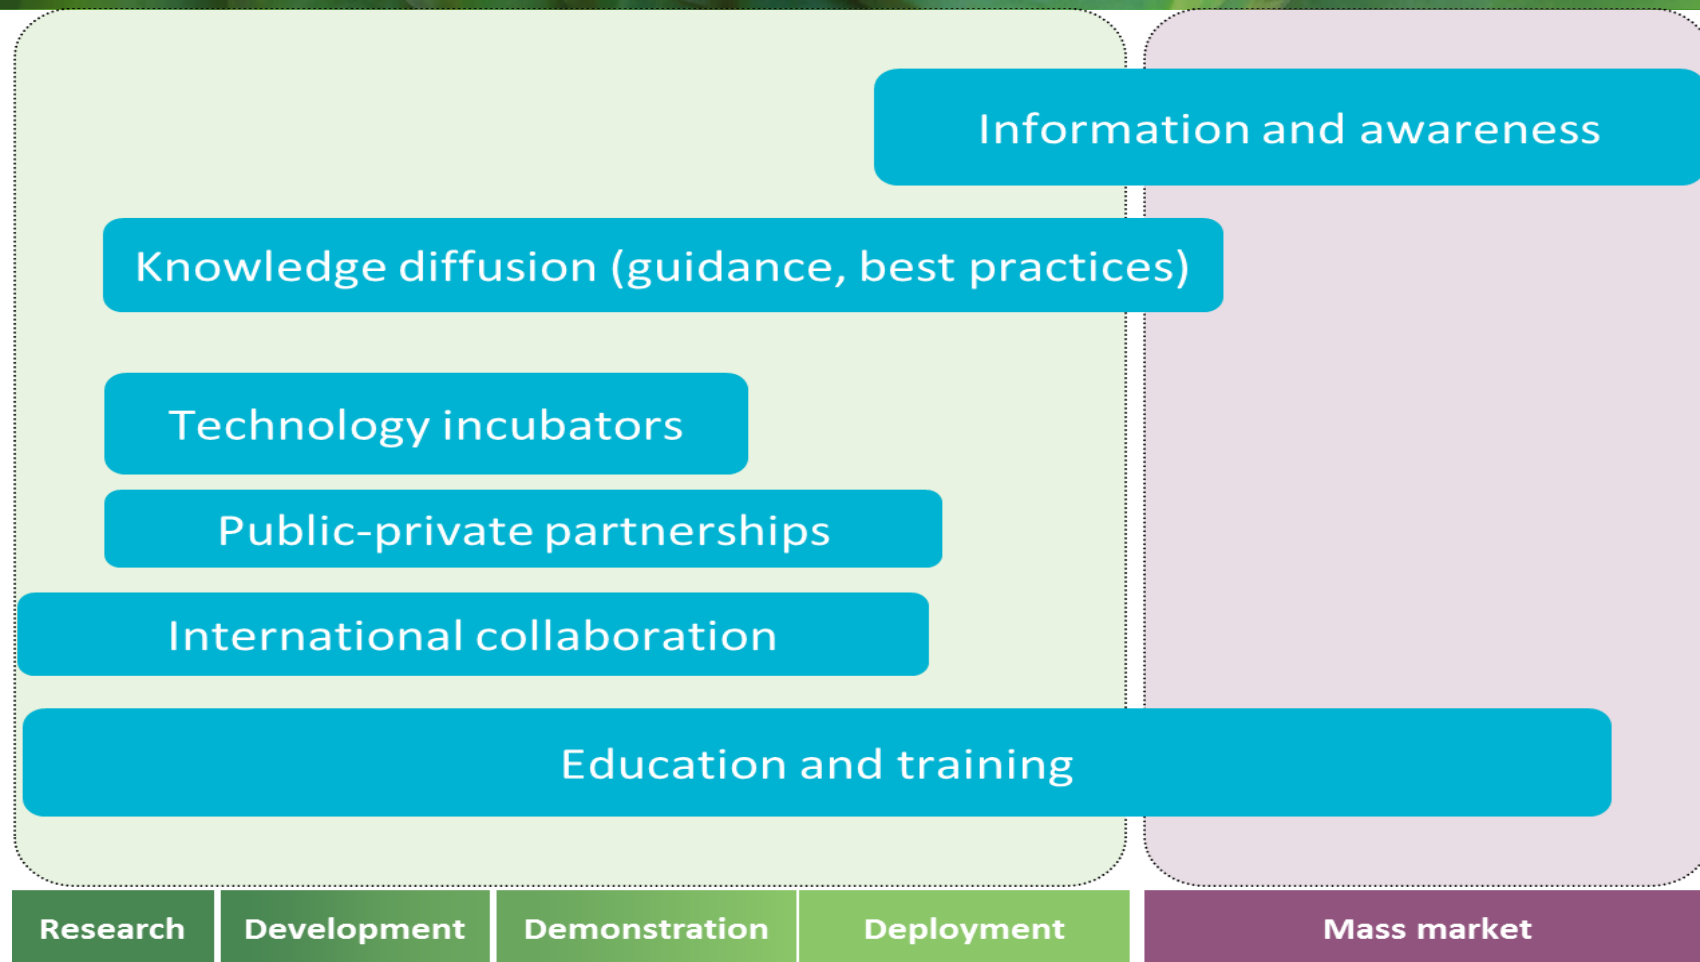 Information and awareness
Knowledge diffusion (guidance, best practices)
Technology incubators
Public-private partnerships
International collaboration
Education and training
Research
Development
Demonstration
Deployment
Mass market